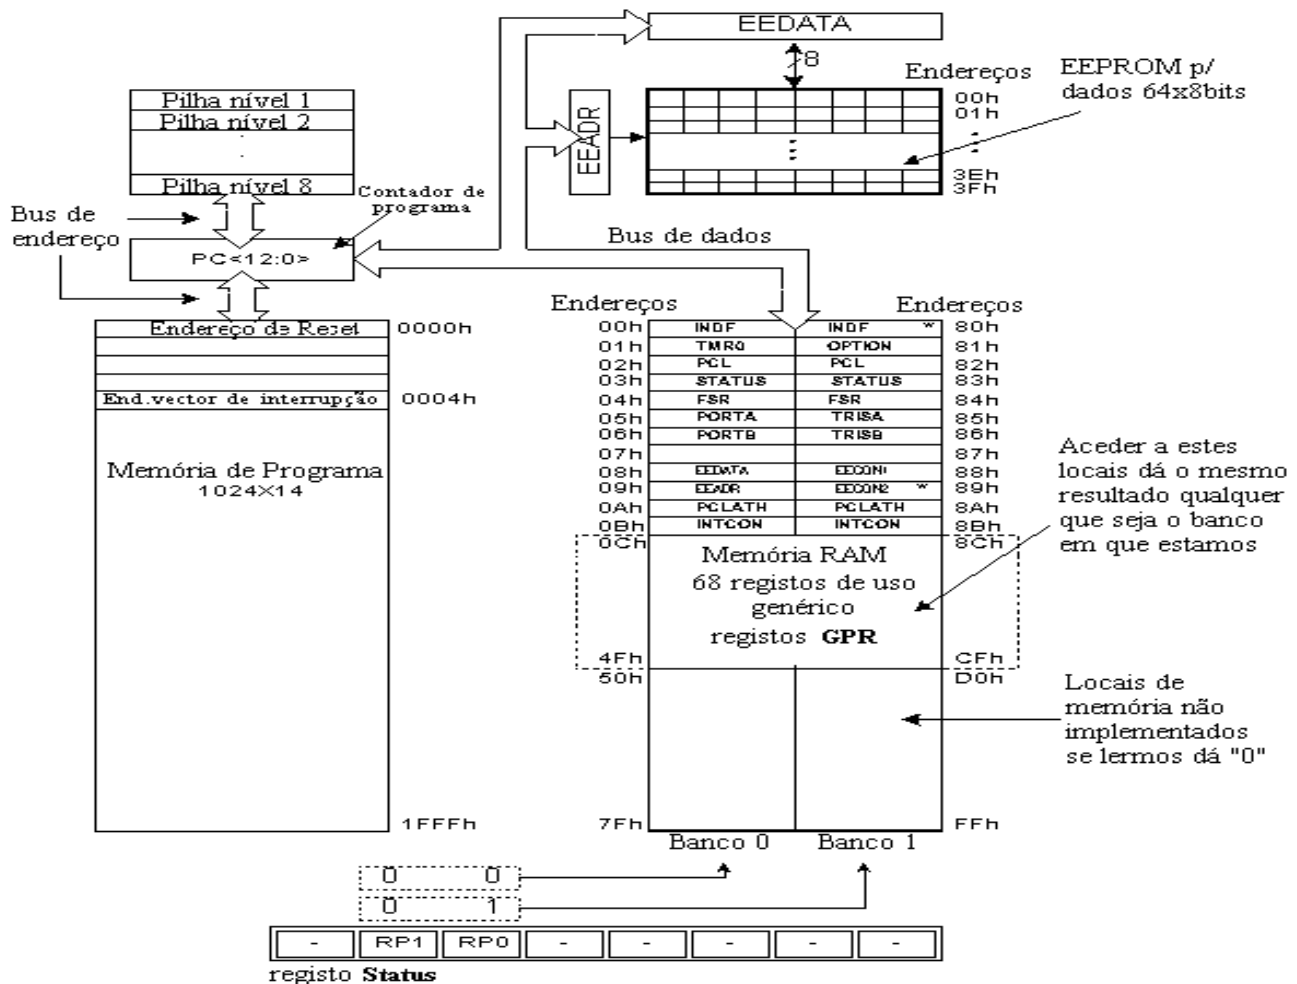 EEDATA
8
Endereços
EEPROM p/
dados 64x8bits
00h
01h
3Eh
3Fh
EEADR
Pilha nível 1
Pilha nível 2
Pilha nível 8
Contador de
programa
Bus de
endereço
PC<12:0>
Bus de dados
Endereço de Reset
0000h
End.vector de interrupção
0004h
Memória de Programa
1024X14
1FFFh
Endereços
Endereços
00h INDF INDF * 80h
01h TMR0 OPTION 81h
02h PCL PCL 82h
03h STATUS STATUS 83h
04h FSR FSR 84h
05h PORTA TRISA 85h
06h PORTB TRISB 86h
07h 87h
08h EEDATA EECON1 88h
09h EEADR EECON2 * 89h
0Ah PCLATH PCLATH 8Ah
0Bh INTCON INTCON 8Bh
0Ch 8Ch
Memória RAM
68 registos de uso
genérico
registos GPR
4Fh CFh
50h D0h
7Fh FFh
Aceder a estes
locais dá o mesmo
resultado qualquer
que seja o banco
em que estamos
Locais de
memória não
implementados
se lermos dá "0"
Banco 0 Banco 1
0 0
0 1
- RP1 RP0 - - - - -
registo Status